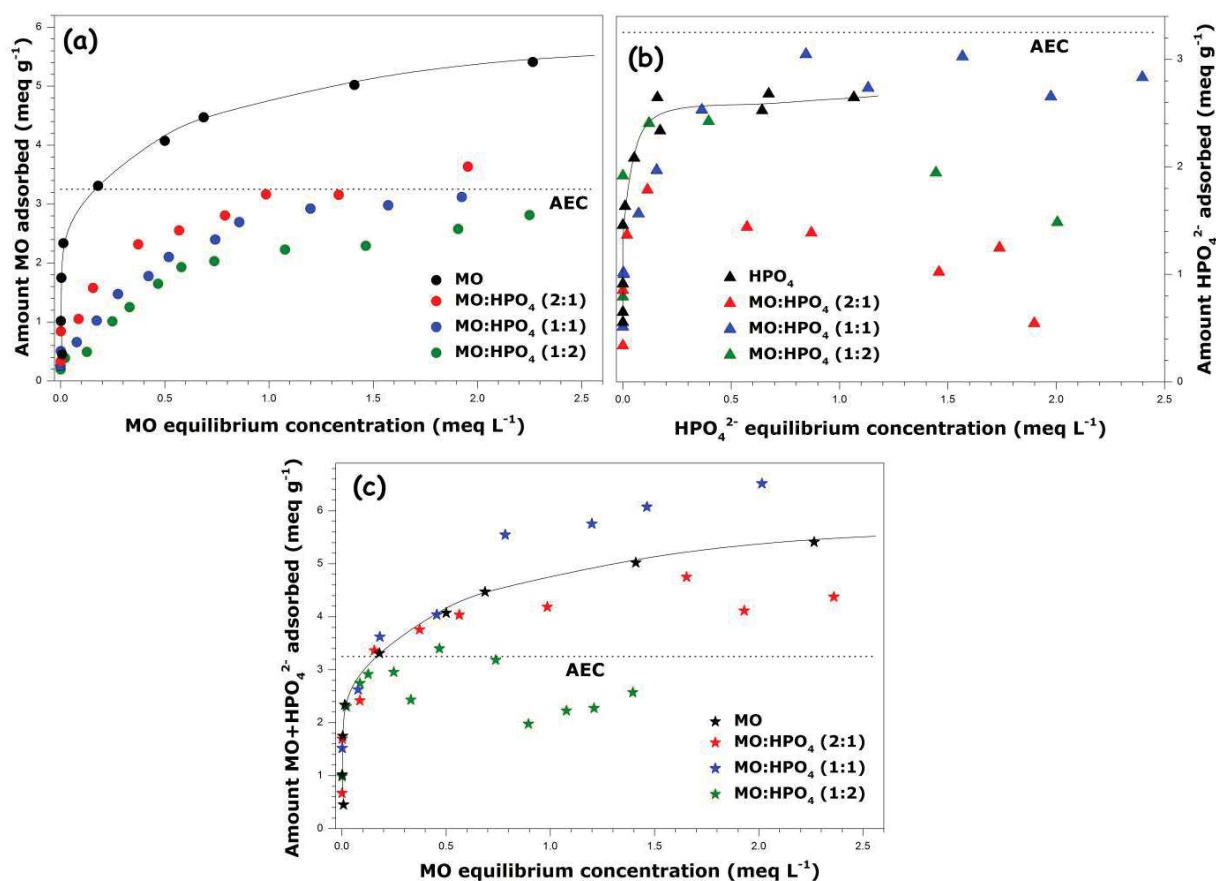 (a)
Amount MO adsorbed (meq g⁻¹)
6
5
4
3
2
1
0
AEC
MO
MO:HPO₄ (2:1)
MO:HPO₄ (1:1)
MO:HPO₄ (1:2)
0.0 0.5 1.0 1.5 2.0 2.5
MO equilibrium concentration (meq L⁻¹)
(b)
AEC
Amount HPO₄²⁻ adsorbed (meq g⁻¹)
3
2
1
0
HPO₄
MO:HPO₄ (2:1)
MO:HPO₄ (1:1)
MO:HPO₄ (1:2)
0.0 0.5 1.0 1.5 2.0 2.5
HPO₄²⁻ equilibrium concentration (meq L⁻¹)
(c)
Amount MO+HPO₄²⁻ adsorbed (meq g⁻¹)
6
5
4
3
2
1
0
AEC
MO
MO:HPO₄ (2:1)
MO:HPO₄ (1:1)
MO:HPO₄ (1:2)
0.0 0.5 1.0 1.5 2.0 2.5
MO equilibrium concentration (meq L⁻¹)